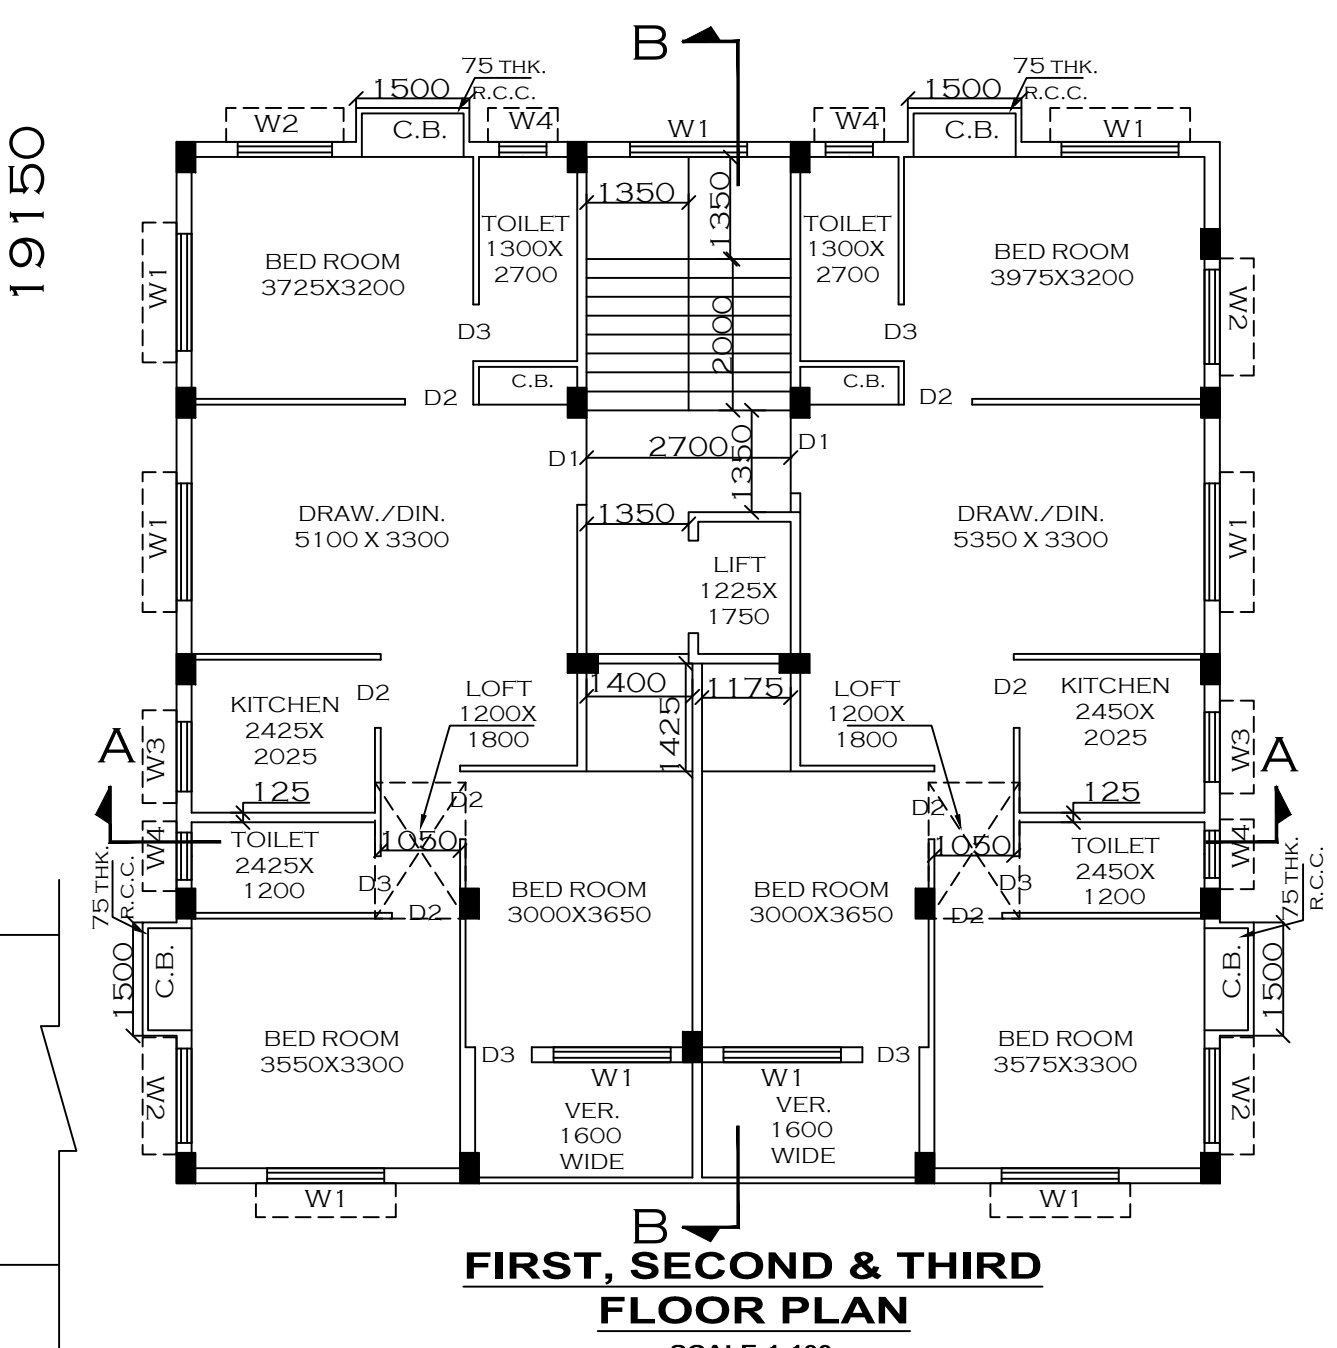 B
75 THK.
R.C.C.
1500
C.B.
W2
W4
W1
W4
75 THK.
R.C.C.
1500
C.B.
W1
19150
1350
1350
TOILET
1300X
2700
TOILET
1300X
2700
BED ROOM
3725X3200
BED ROOM
3975X3200
W1
W2
D3
2000
D3
C.B.
C.B.
D2
D2
D1
2700
1350
D1
DRAW./DIN.
5100 X 3300
1350
DRAW./DIN.
5350 X 3300
W1
W1
LIFT
1225X
1750
KITCHEN
2425X
2025
D2
LOFT
1200X
1800
1400
1425
1175
LOFT
1200X
1800
D2
KITCHEN
2450X
2025
A
W3
W3
A
125
D2
D2
125
W4
TOILET
2425X
1200
1050
D3
D2
1050
D3
D2
TOILET
2450X
1200
W4
75 THK.
R.C.C.
75 THK.
R.C.C.
BED ROOM
3000X3650
BED ROOM
3000X3650
1500
C.B.
C.B.
1500
BED ROOM
3550X3300
BED ROOM
3575X3300
D3
W1
W1
D3
W2
W2
VER.
1600
WIDE
VER.
1600
WIDE
W1
W1
B
FIRST, SECOND & THIRD
FLOOR PLAN